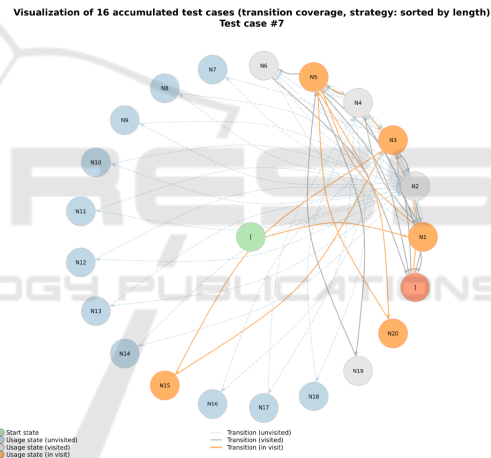 Visualization of 16 accumulated test cases (transition coverage, strategy: sorted by length)
Test case #7
N6
N7
N5
N8
N4
N9
N3
N10
N2
N11
[
N1
N12
]
N13
N20
N14
N19
N15
N18
N16
N17
Start state
Usage state (unvisited)
Usage state (visited)
Usage state (in visit)
Transition (unvisited)
Transition (visited)
Transition (in visit)
OGY PUBLICATIONS